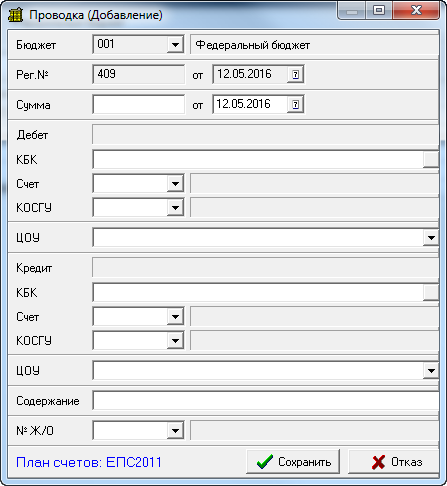 Проводка (Добавление)
Бюджет 001 Федеральный бюджет
Рег.№ 409 от 12.05.2016 ?
Сумма от 12.05.2016 ?
Дебет
КБК
Счет
КОСГУ
ЦОУ
Кредит
КБК
Счет
КОСГУ
ЦОУ
Содержание
№ Ж/О
План счетов: ЕПС2011 Сохранить Отказ